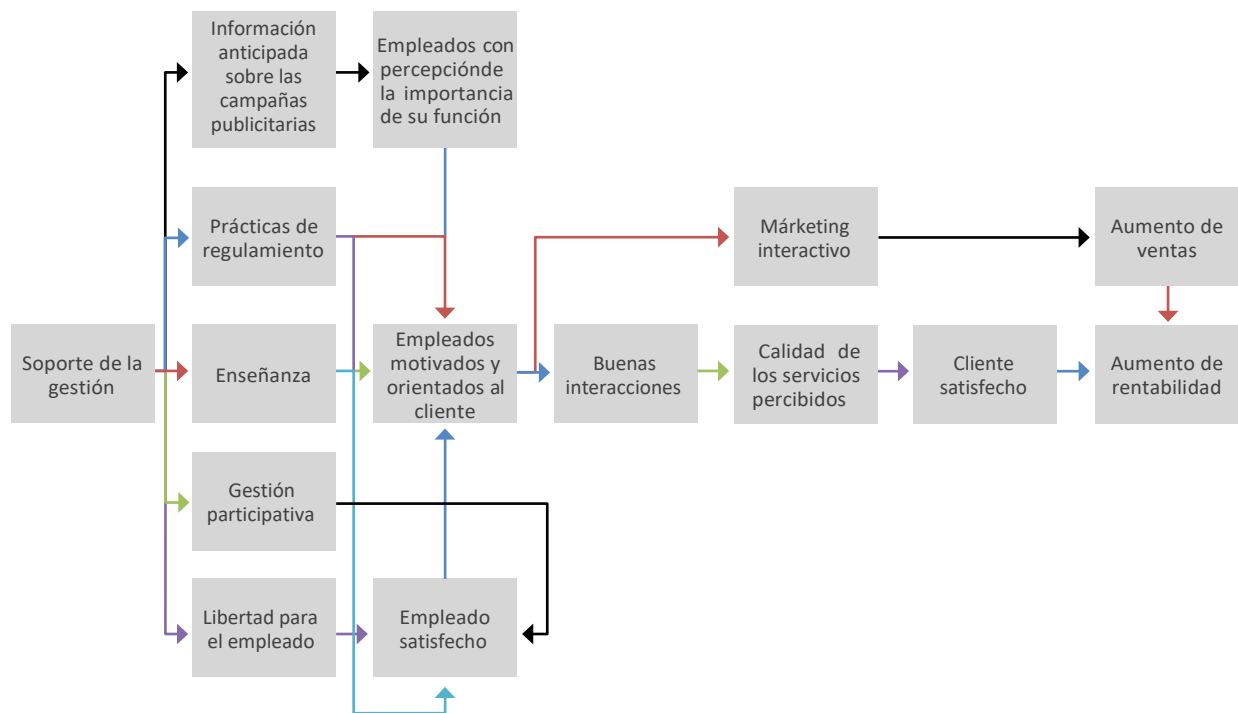 Información
anticipada
sobre las
campañas
publicitarias
Empleados con
percepciónde
la importancia
de su función
Prácticas de
regulamiento
Márketing
interactivo
Aumento de
ventas
Soporte de la
gestión
Enseñanza
Empleados
motivados y
orientados al
cliente
Buenas
interacciones
Calidad de
los servicios
percibidos
Cliente
satisfecho
Aumento de
rentabilidad
Gestión
participativa
Libertad para
el empleado
Empleado
satisfecho